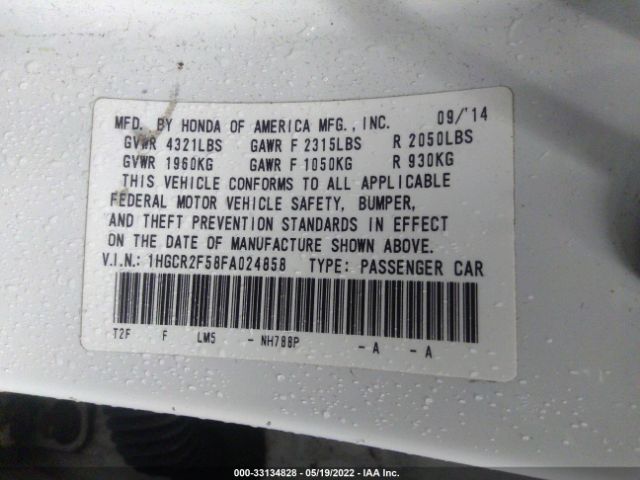 MFD. BY HONDA OF AMERICA MFG., INC. 09/'14
GVWR 4321LBS GAWR F 2315LBS R 2050LBS
GVWR 1960KG GAWR F 1050KG R 930KG
THIS VEHICLE CONFORMS TO ALL APPLICABLE
FEDERAL MOTOR VEHICLE SAFETY, BUMPER,
AND THEFT PREVENTION STANDARDS IN EFFECT
ON THE DATE OF MANUFACTURE SHOWN ABOVE.
V.I.N.: 1HGCR2F58FA024858 TYPE: PASSENGER CAR
T2F F LM5 - NH788P - A - A
000-33134828 - 05/19/2022 - IAA Inc.